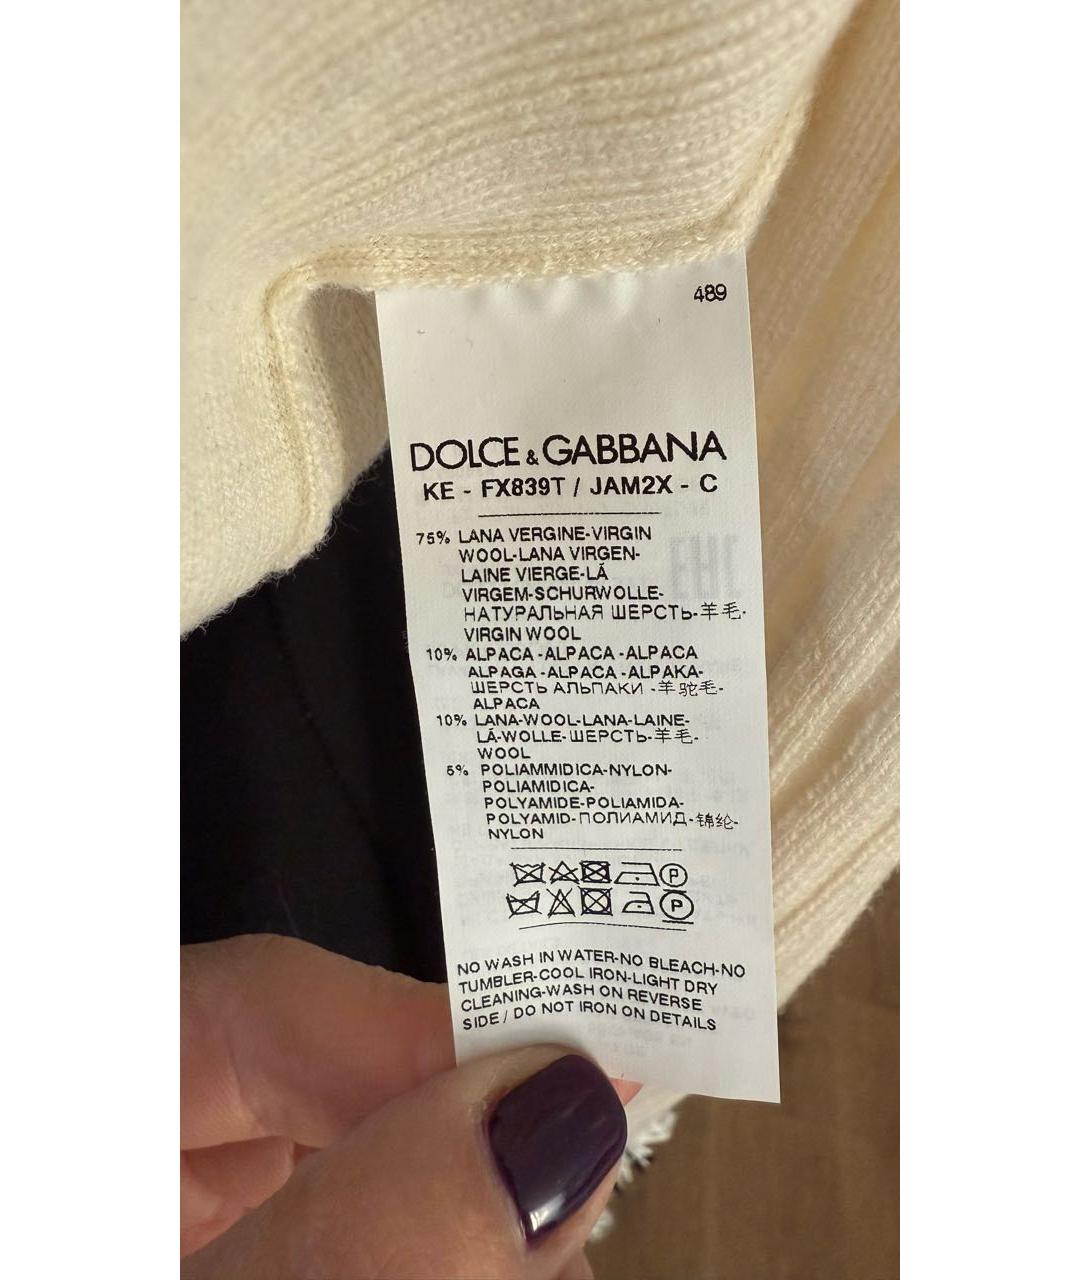 489
DOLCE & GABBANA
KE - FX839T / JAM2X - C
75% LANA VERGINE-VIRGIN
WOOL-LANA VIRGEN-
LAINE VIERGE-LÃ
VIRGEM-SCHURWOLLE-
НАТУРАЛЬНАЯ ШЕРСТЬ-羊毛-
VIRGIN WOOL
10% ALPACA-ALPACA-ALPACA
ALPAGA-ALPACA-ALPAKA-
ШЕРСТЬ АЛЬПАКИ-羊驼毛-
ALPACA
10% LANA-WOOL-LANA-LAINE-
LÃ-WOLLE-ШЕРСТЬ-羊毛-
WOOL
5% POLIAMMIDICA-NYLON-
POLIAMIDICA-
POLYAMIDE-POLIAMIDA-
POLYAMID-ПОЛИАМИД-锦纶-
NYLON
P
P
NO WASH IN WATER-NO BLEACH-NO
TUMBLER-COOL IRON-LIGHT DRY
CLEANING-WASH ON REVERSE
SIDE / DO NOT IRON ON DETAILS